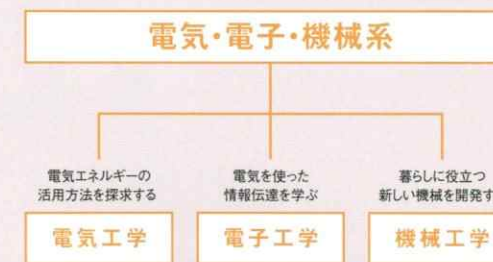 電気・電子・機械系
電気エネルギーの
活用方法を探求する
電気工学
電気を使った
情報伝達を学ぶ
電子工学
暮らしに役立つ
新しい機械を開発す
機械工学